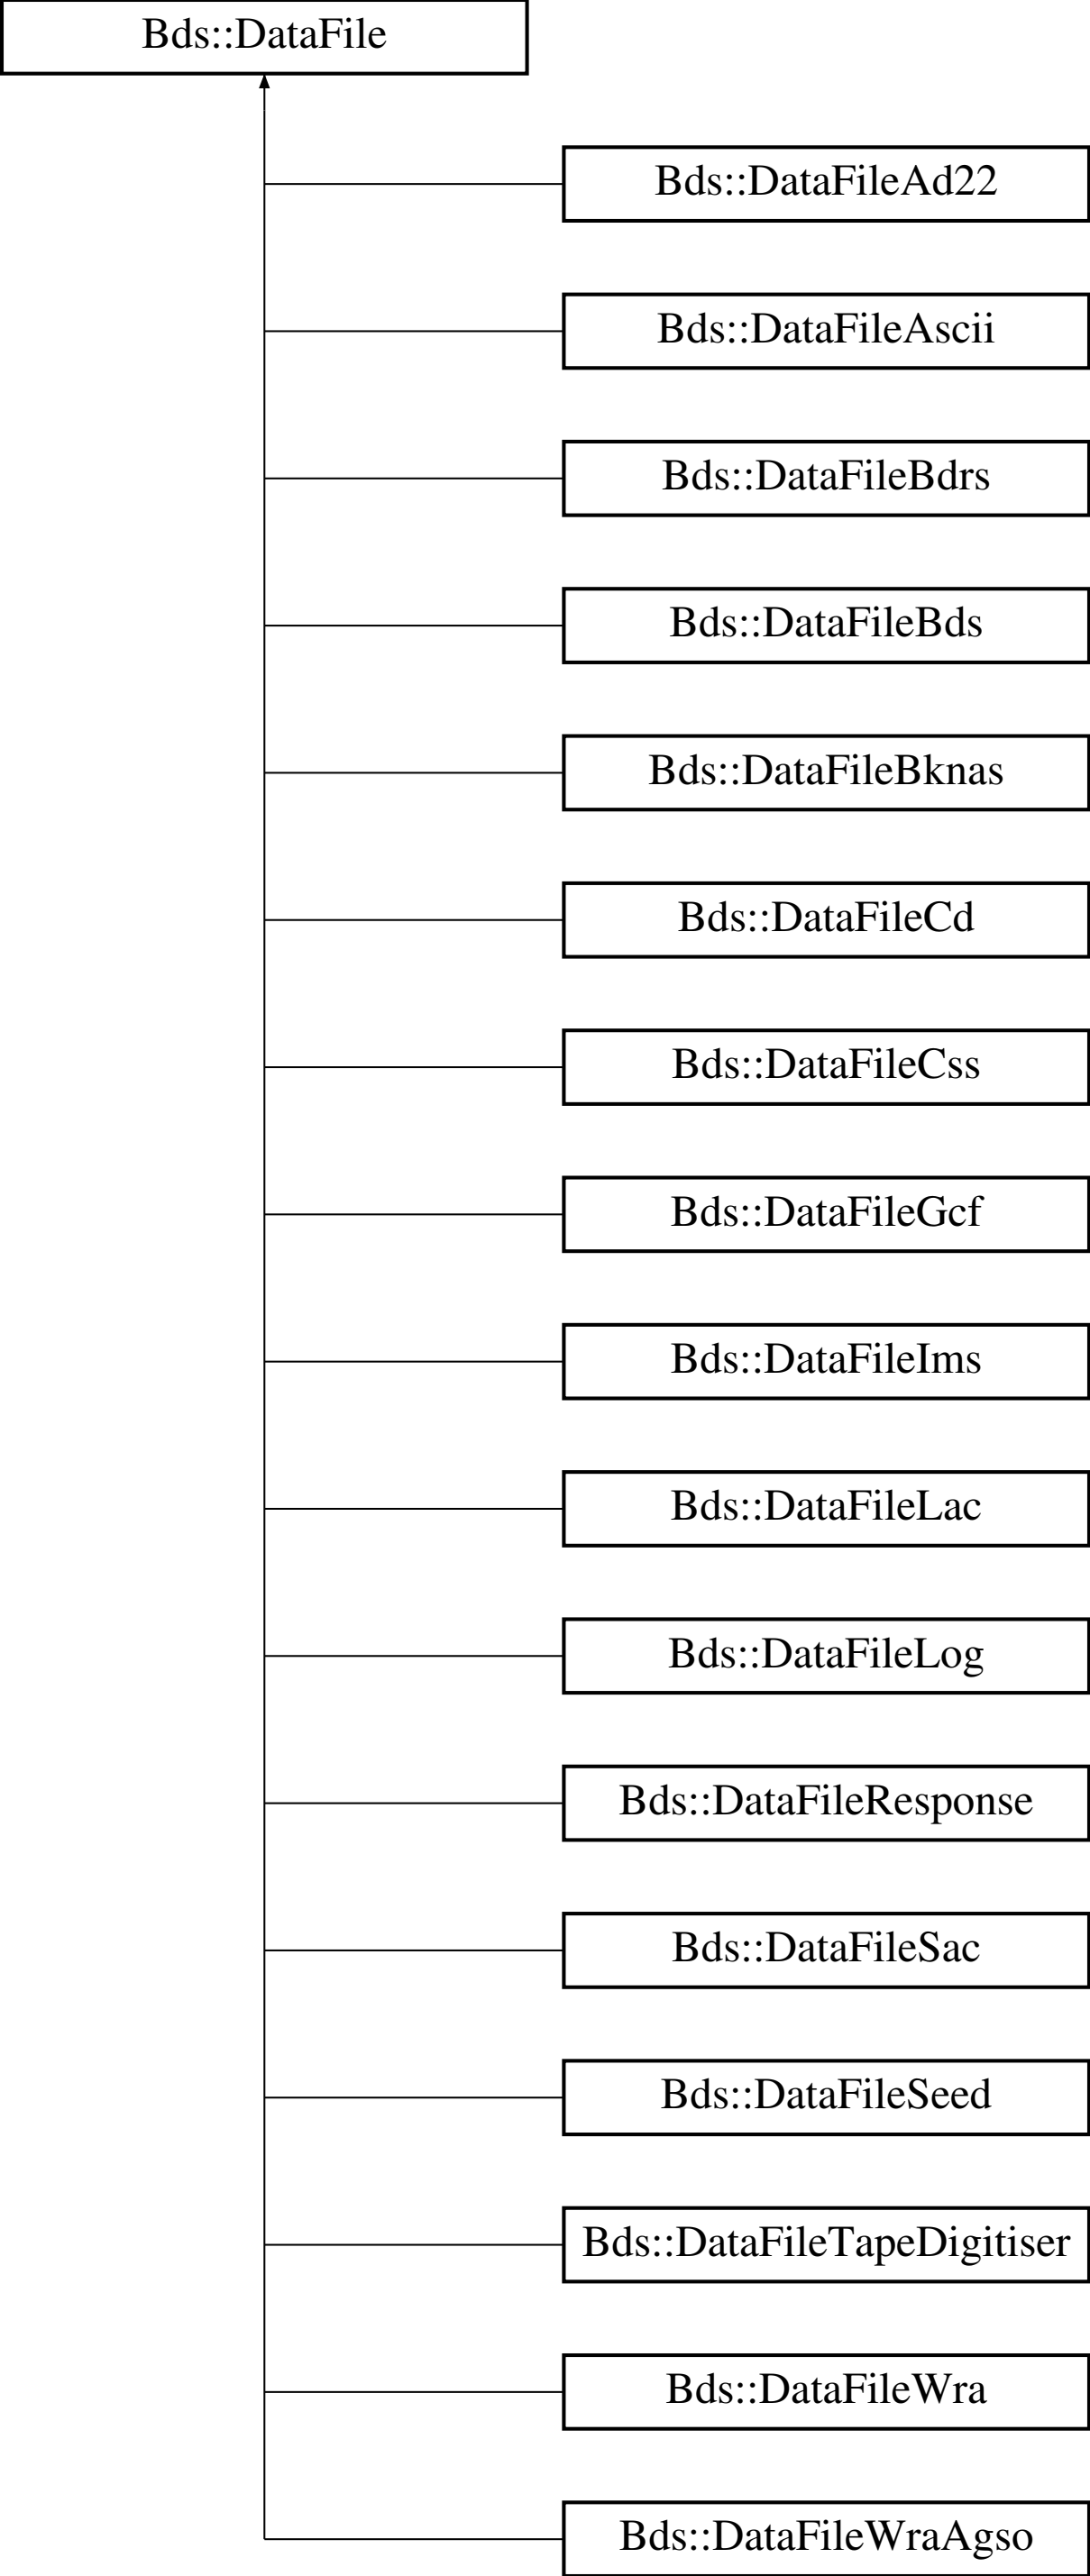 Bds::DataFile
Bds::DataFileAd22
Bds::DataFileAscii
Bds::DataFileBdrs
Bds::DataFileBds
Bds::DataFileBknas
Bds::DataFileCd
Bds::DataFileCss
Bds::DataFileGcf
Bds::DataFileIms
Bds::DataFileLac
Bds::DataFileLog
Bds::DataFileResponse
Bds::DataFileSac
Bds::DataFileSeed
Bds::DataFileTapeDigitiser
Bds::DataFileWra
Bds::DataFileWraAgso